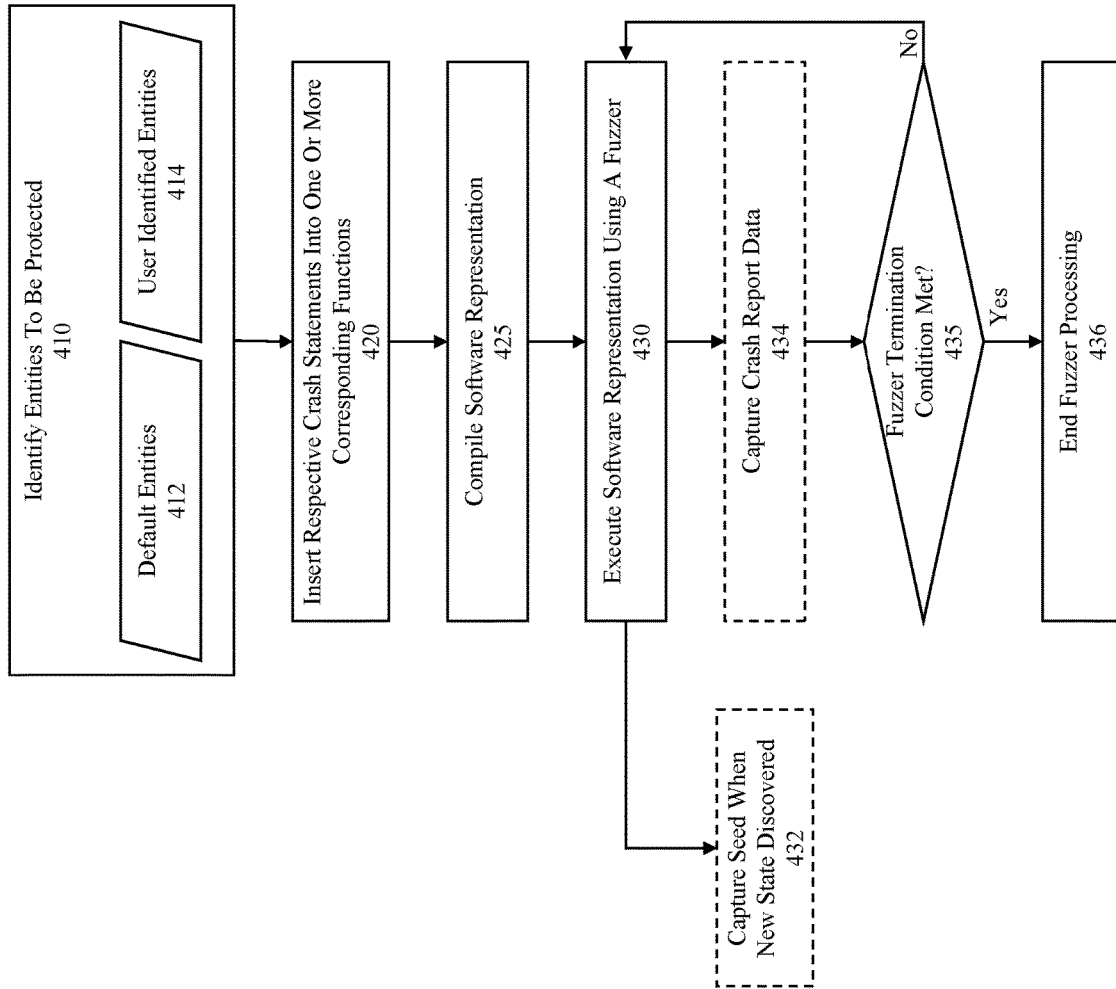 Identify Entities To Be Protected
410
Default Entities
412
User Identified Entities
414
Insert Respective Crash Statements Into One Or More
Corresponding Functions
420
Compile Software Representation
425
Execute Software Representation Using A Fuzzer
430
Capture Seed When
New State Discovered
432
Capture Crash Report Data
434
Fuzzer Termination
Condition Met?
435
No
Yes
End Fuzzer Processing
436